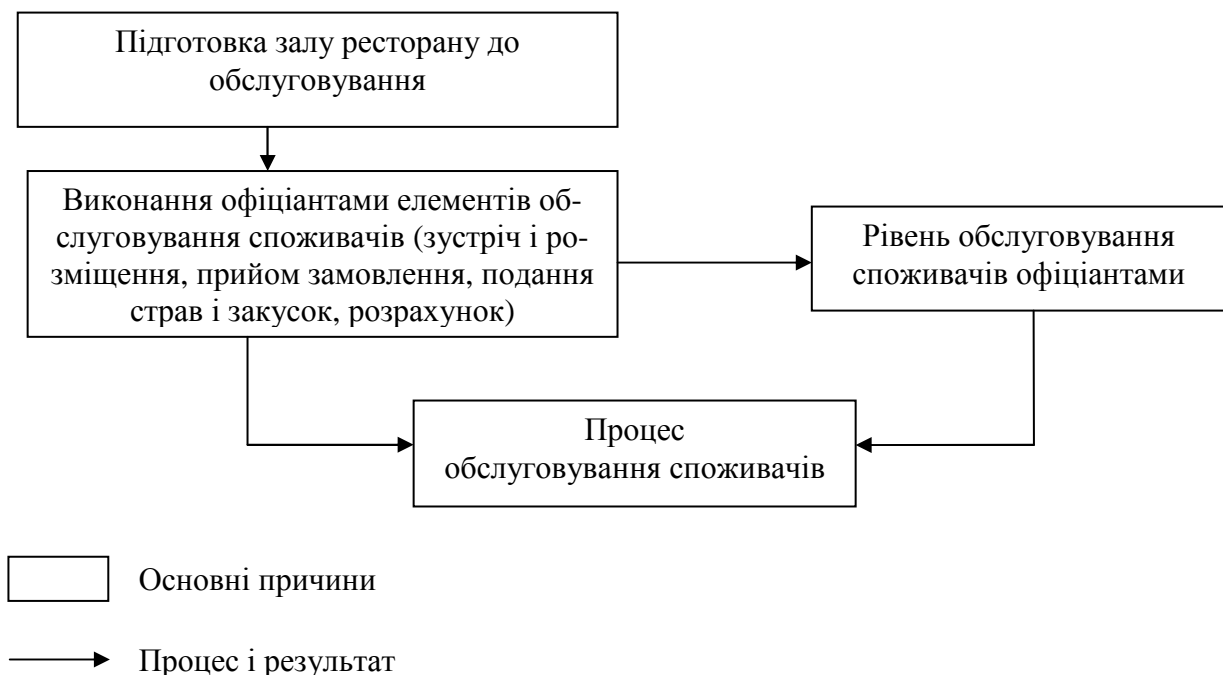 Підготовка залу ресторану до
обслуговування
Виконання офіціантами елементів об-
слуговування споживачів (зустріч і ро-
зміщення, прийом замовлення, подання
страв і закусок, розрахунок)
Рівень обслуговування
споживачів офіціантами
Процес
обслуговування споживачів
Основні причини
Процес і результат